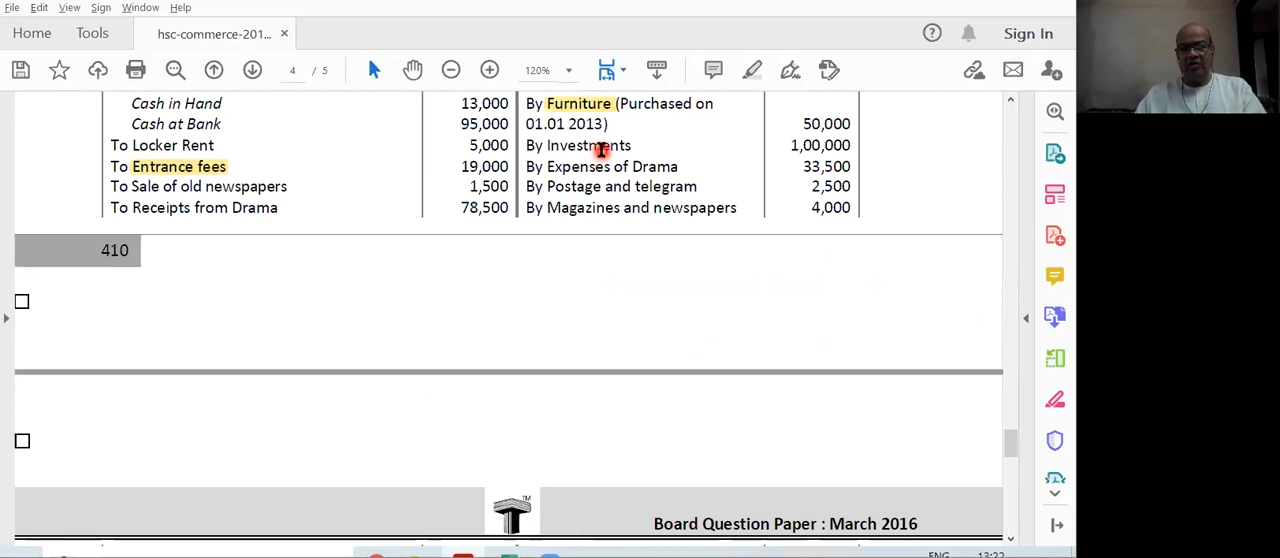 File Edit View Sign Window Help
Home Tools hsc-commerce-201... × Sign In
4 / 5 120%
Cash in Hand 13,000 By Furniture (Purchased on
Cash at Bank 95,000 01.01 2013) 50,000
To Locker Rent 5,000 By Investments 1,00,000
To Entrance fees 19,000 By Expenses of Drama 33,500
To Sale of old newspapers 1,500 By Postage and telegram 2,500
To Receipts from Drama 78,500 By Magazines and newspapers 4,000
410
TM
Board Question Paper : March 2016
ENG 13:22